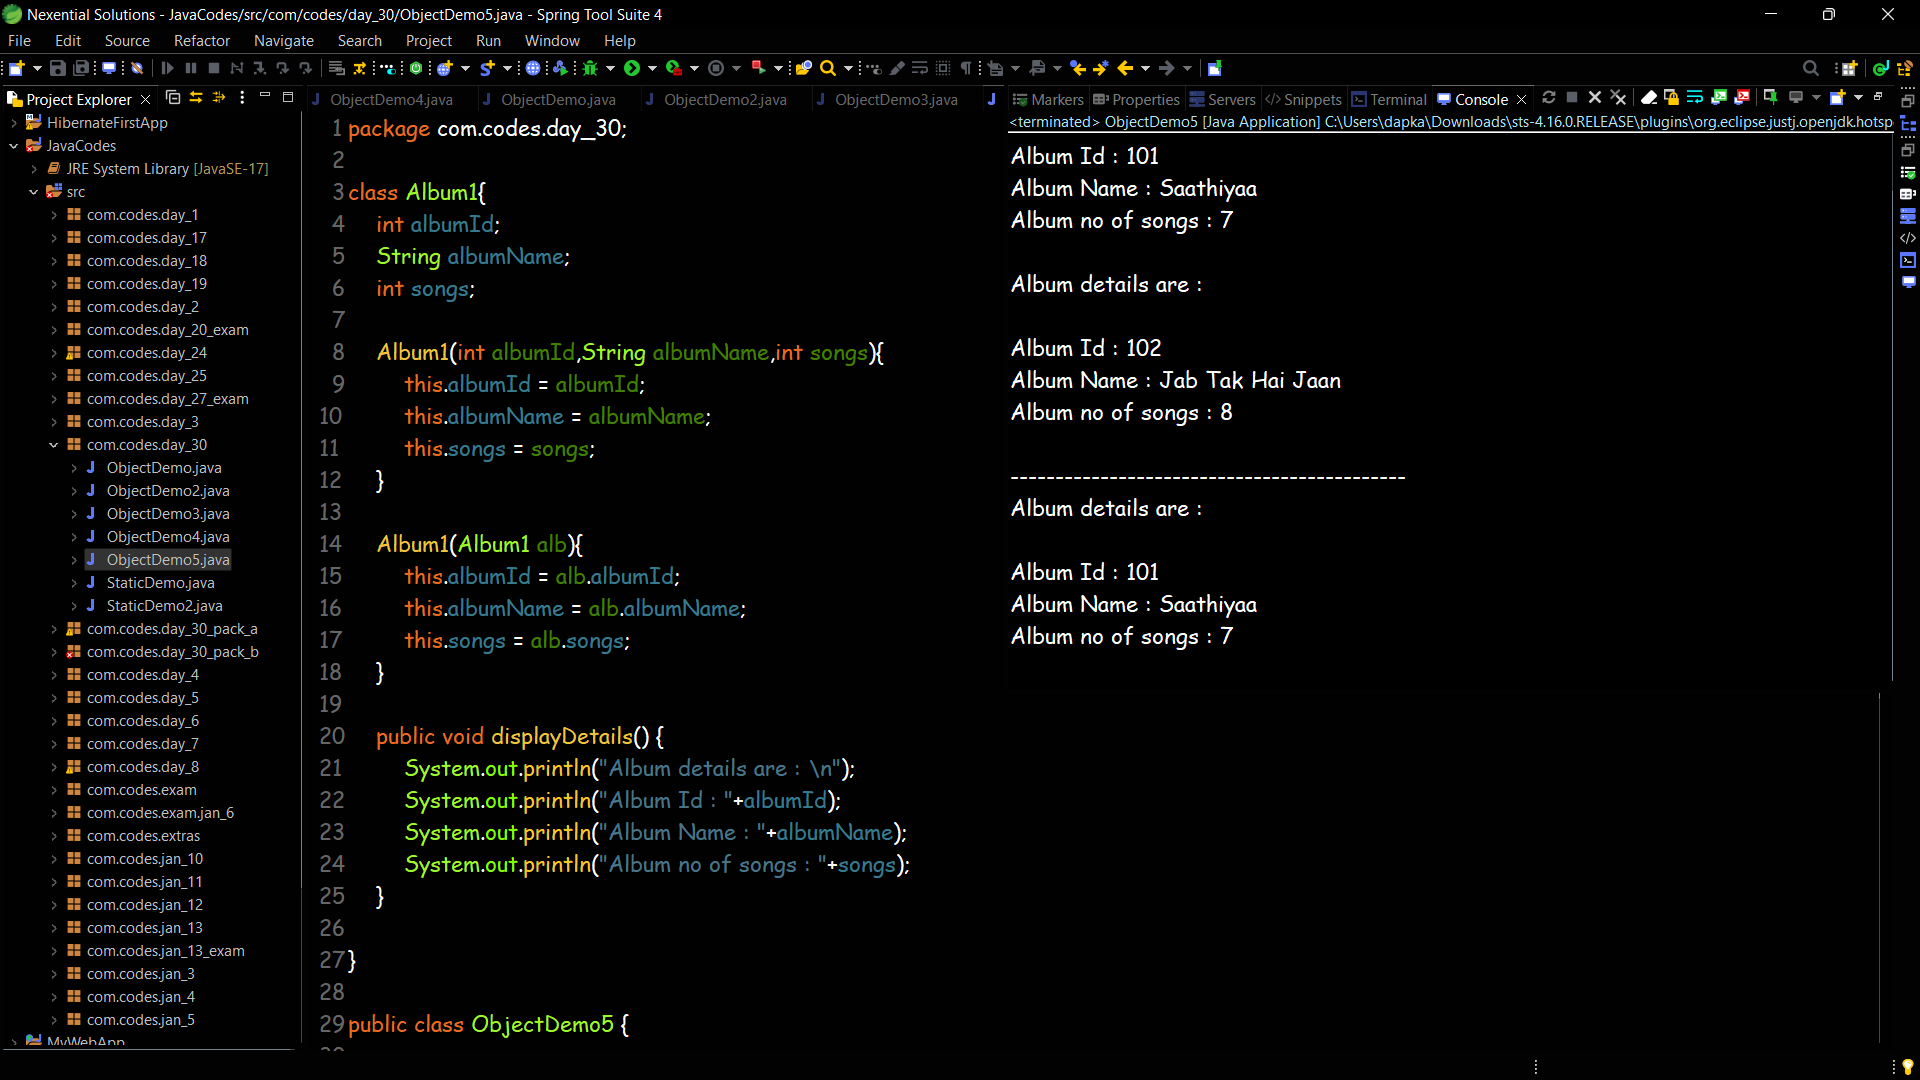 Nexential Solutions - JavaCodes/src/com/codes/day_30/ObjectDemo5.java - Spring Tool Suite 4
File Edit Source Refactor Navigate Search Project Run Window Help
Project Explorer
HibernateFirstApp
JavaCodes
JRE System Library [JavaSE-17]
src
com.codes.day_1
com.codes.day_17
com.codes.day_18
com.codes.day_19
com.codes.day_2
com.codes.day_20_exam
com.codes.day_24
com.codes.day_25
com.codes.day_27_exam
com.codes.day_3
com.codes.day_30
ObjectDemo.java
ObjectDemo2.java
ObjectDemo3.java
ObjectDemo4.java
ObjectDemo5.java
StaticDemo.java
StaticDemo2.java
com.codes.day_30_pack_a
com.codes.day_30_pack_b
com.codes.day_4
com.codes.day_5
com.codes.day_6
com.codes.day_7
com.codes.day_8
com.codes.exam
com.codes.exam.jan_6
com.codes.extras
com.codes.jan_10
com.codes.jan_11
com.codes.jan_12
com.codes.jan_13
com.codes.jan_13_exam
com.codes.jan_3
com.codes.jan_4
com.codes.jan_5
MyWebApp
ObjectDemo4.java ObjectDemo.java ObjectDemo2.java ObjectDemo3.java
1 package com.codes.day_30;
2
3 class Album1{
4 int albumId;
5 String albumName;
6 int songs;
7
8 Album1(int albumId,String albumName,int songs){
9 this.albumId = albumId;
10 this.albumName = albumName;
11 this.songs = songs;
12 }
13
14 Album1(Album1 alb){
15 this.albumId = alb.albumId;
16 this.albumName = alb.albumName;
17 this.songs = alb.songs;
18 }
19
20 public void displayDetails() {
21 System.out.println("Album details are : \n");
22 System.out.println("Album Id : "+albumId);
23 System.out.println("Album Name : "+albumName);
24 System.out.println("Album no of songs : "+songs);
25 }
26
27 }
28
29 public class ObjectDemo5 {
Markers Properties Servers Snippets Terminal Console
<terminated> ObjectDemo5 [Java Application] C:\Users\dapka\Downloads\sts-4.16.0.RELEASE\plugins\org.eclipse.justj.openjdk.hotsp
Album Id : 101
Album Name : Saathiyaa
Album no of songs : 7
Album details are :
Album Id : 102
Album Name : Jab Tak Hai Jaan
Album no of songs : 8
--------------------------------------------
Album details are :
Album Id : 101
Album Name : Saathiyaa
Album no of songs : 7